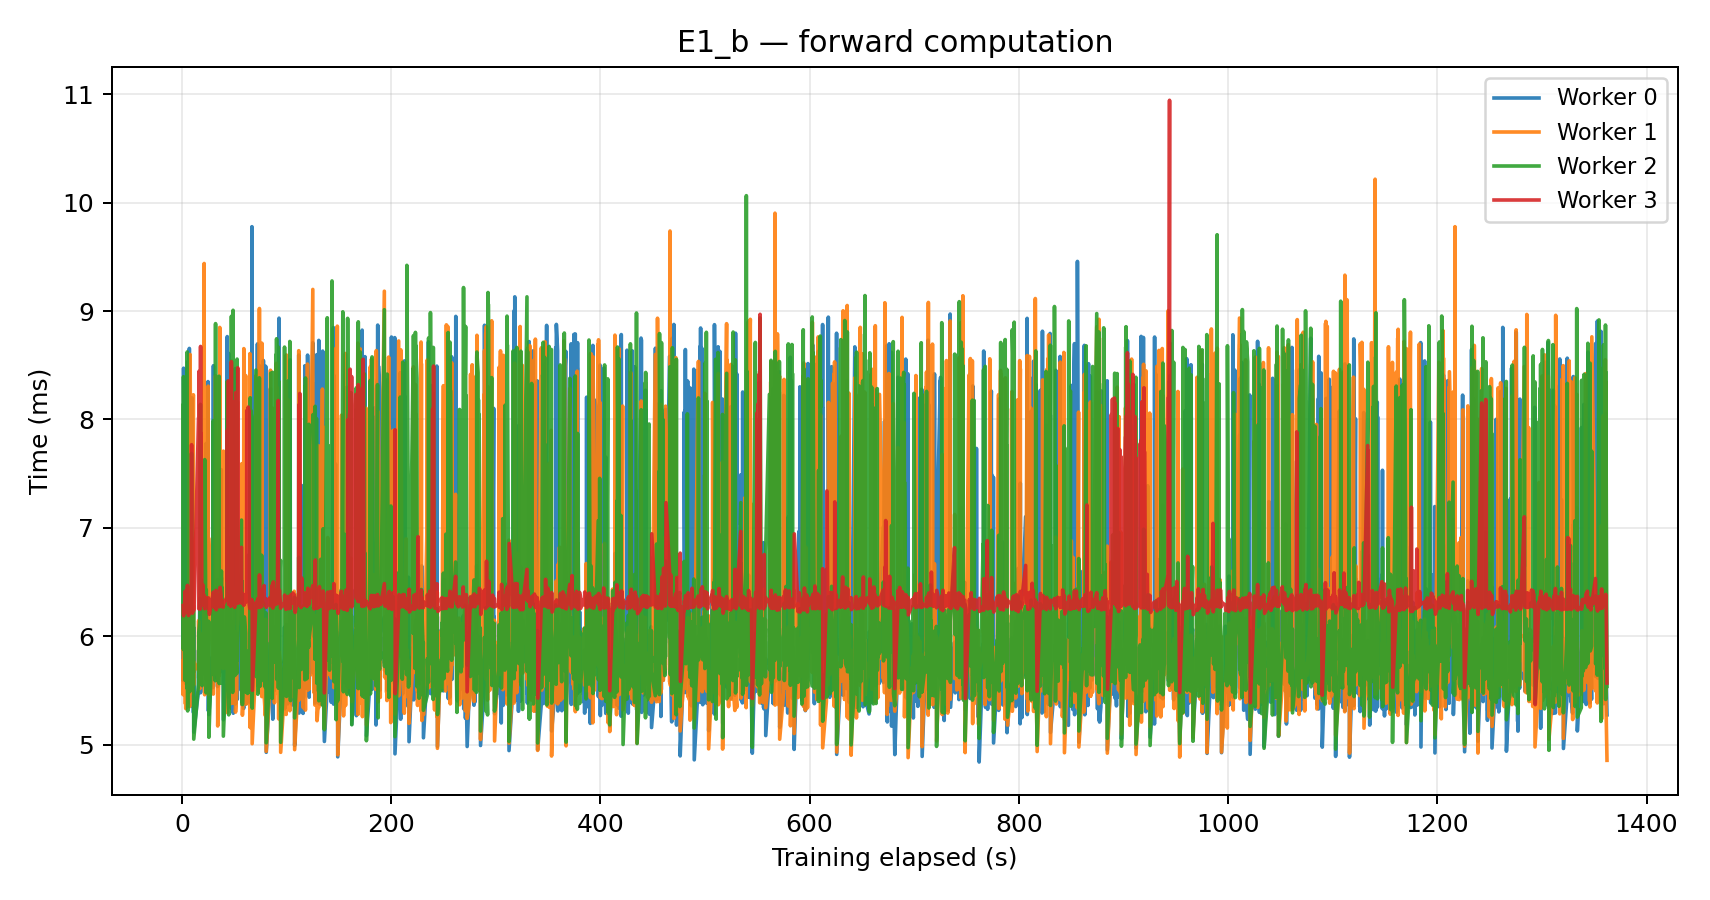 E1_b — forward computation
11
10
9
8
7
6
5
Time (ms)
Worker 0
Worker 1
Worker 2
Worker 3
0 200 400 600 800 1000 1200 1400
Training elapsed (s)